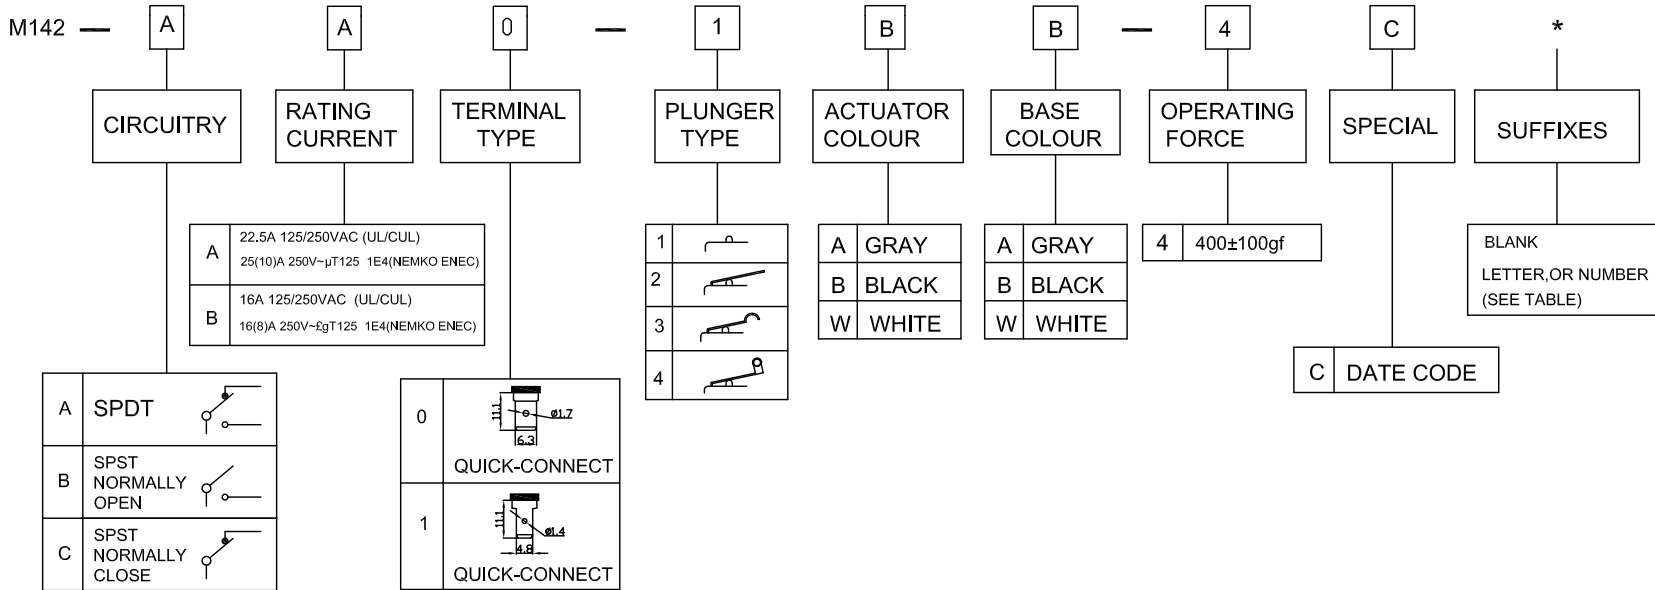 M142 — A A 0 — 1 B B — 4 C *
CIRCUITRY
RATING
CURRENT
TERMINAL
TYPE
PLUNGER
TYPE
ACTUATOR
COLOUR
BASE
COLOUR
OPERATING
FORCE
SPECIAL
SUFFIXES
A
22.5A 125/250VAC (UL/CUL)
25(10)A 250V~µT125 1E4(NEMKO ENEC)
B
16A 125/250VAC (UL/CUL)
16(8)A 250V~£gT125 1E4(NEMKO ENEC)
1
2
3
4
A GRAY
B BLACK
W WHITE
A GRAY
B BLACK
W WHITE
4 400±100gf
BLANK
LETTER,OR NUMBER
(SEE TABLE)
C DATE CODE
A SPDT
B
SPST
NORMALLY
OPEN
C
SPST
NORMALLY
CLOSE
0
11.1
ø1.7
6.3
QUICK-CONNECT
1
11.1
ø1.4
4.8
QUICK-CONNECT